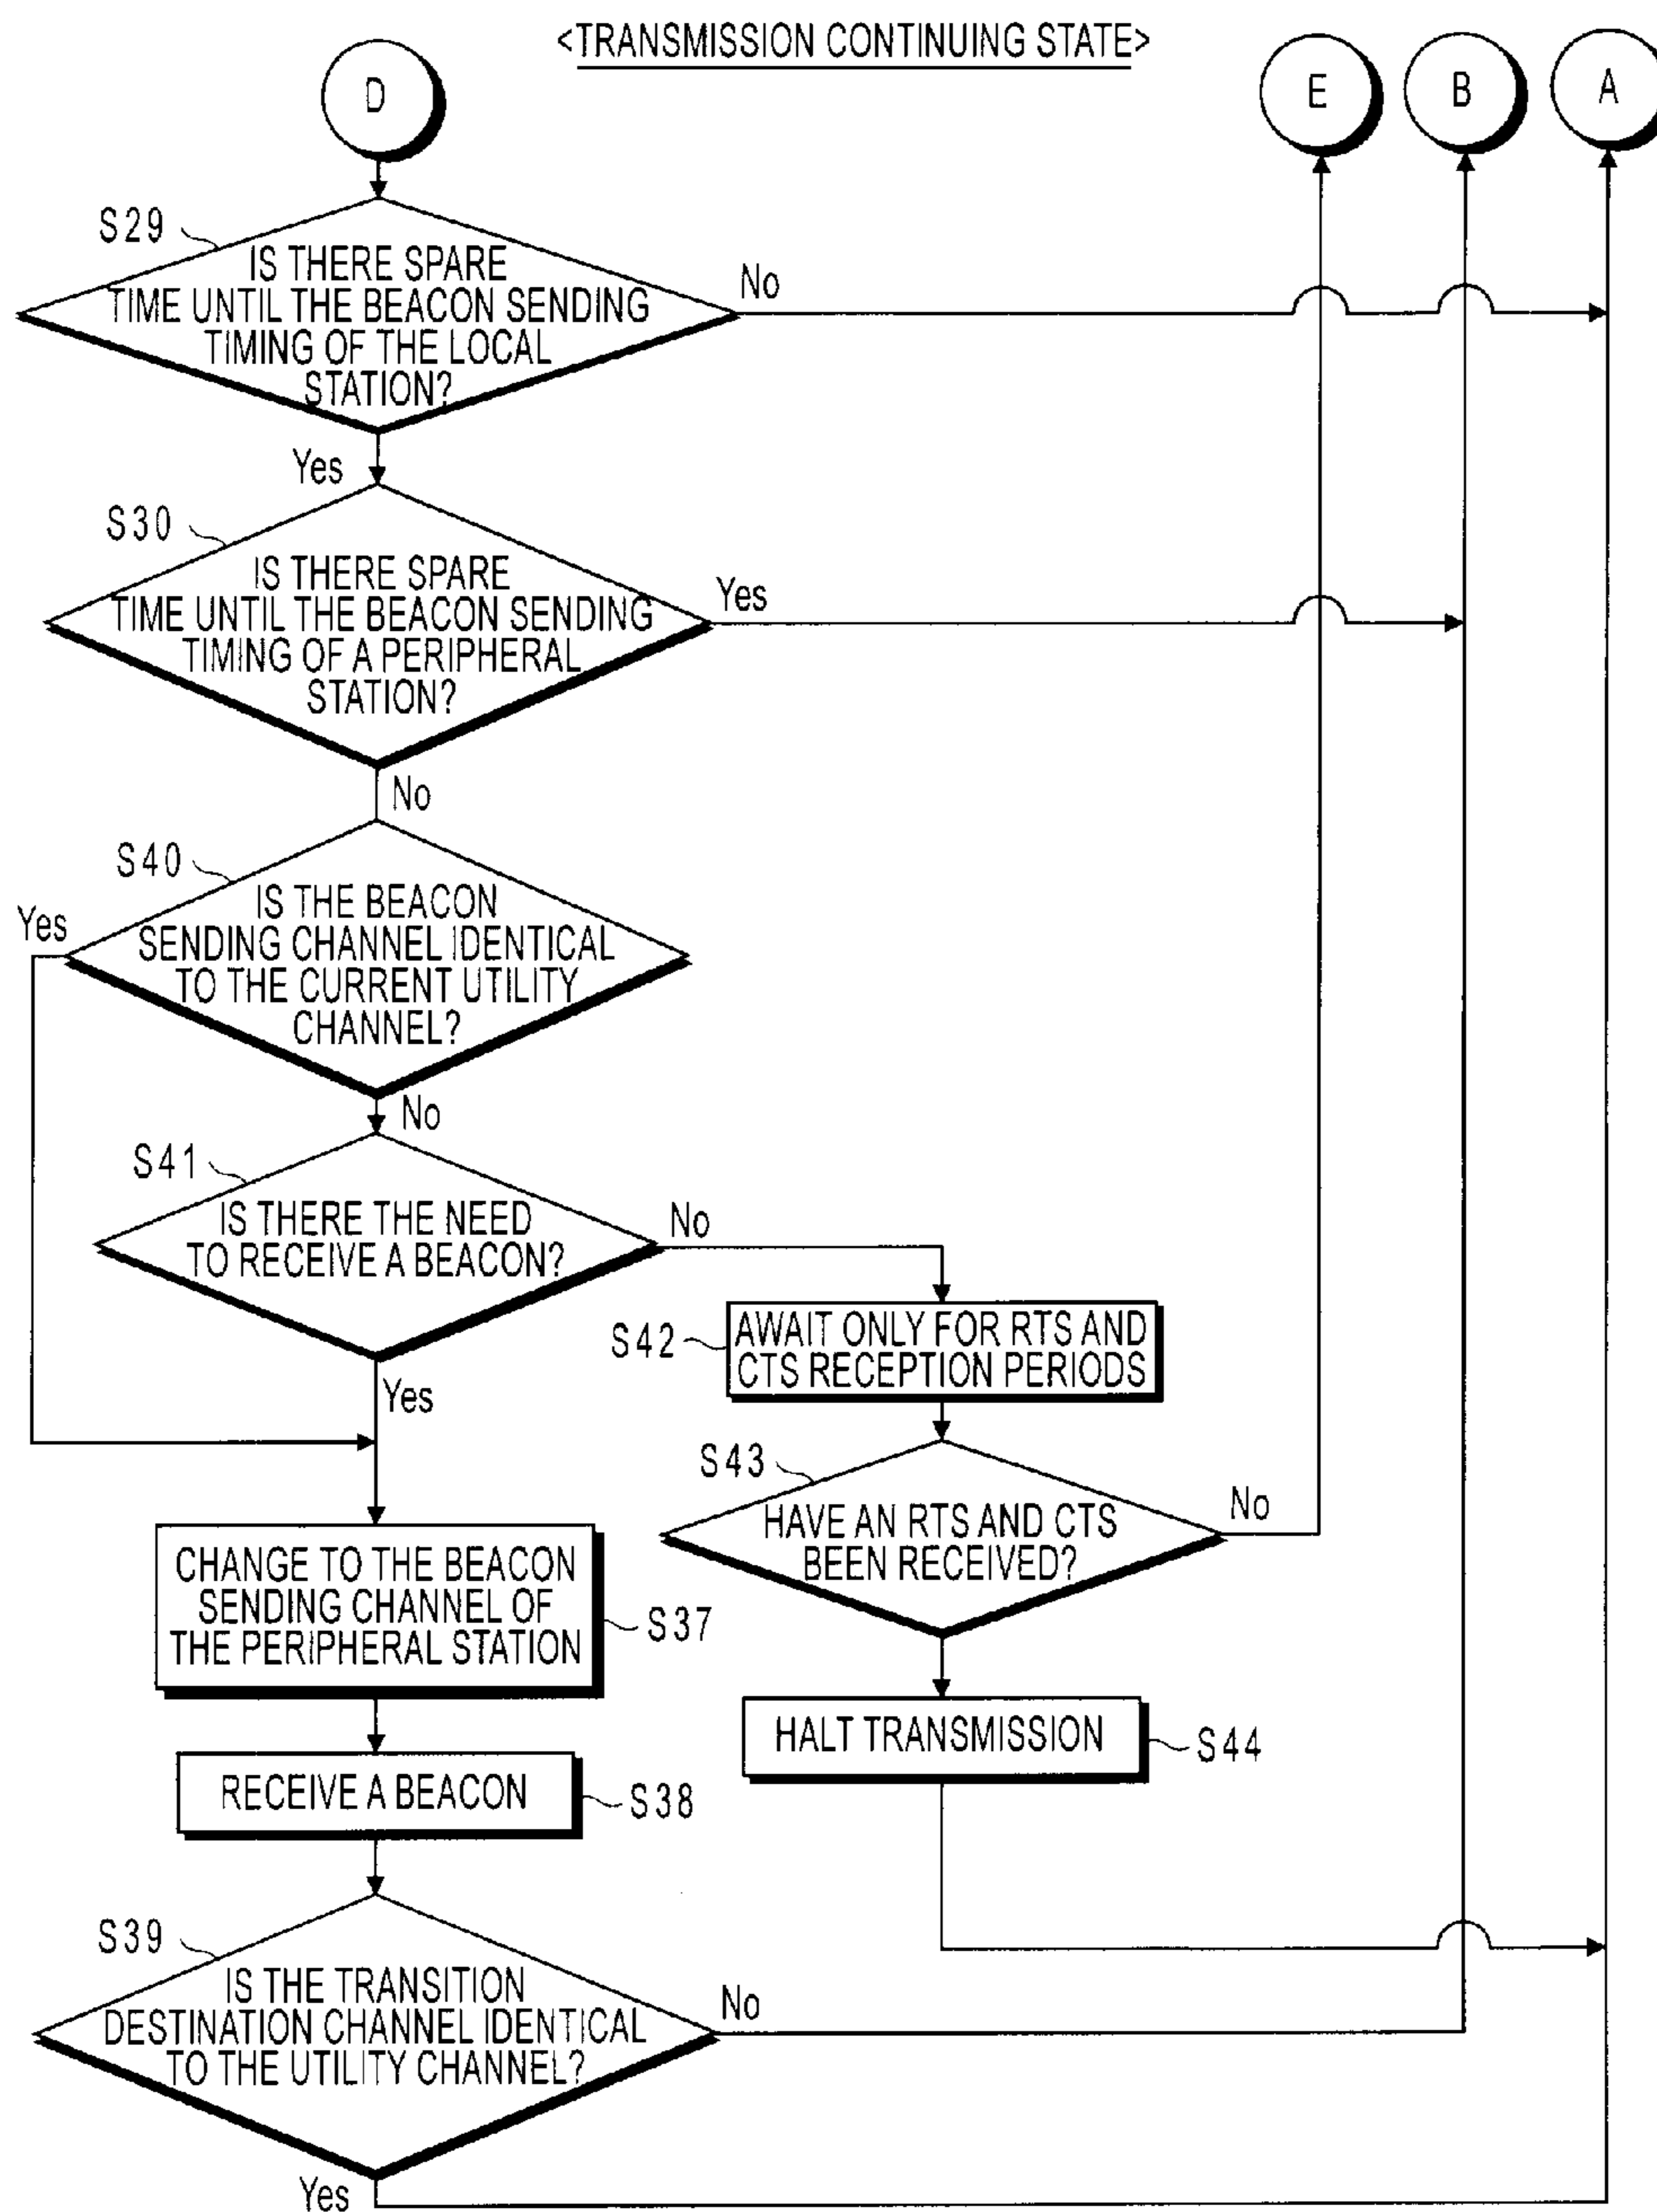 <TRANSMISSION CONTINUING STATE>
D
E
B
A
S29
IS THERE SPARE
TIME UNTIL THE BEACON SENDING
TIMING OF THE LOCAL
STATION?
No
Yes
S30
IS THERE SPARE
TIME UNTIL THE BEACON SENDING
TIMING OF A PERIPHERAL
STATION?
Yes
No
S40
IS THE BEACON
SENDING CHANNEL IDENTICAL
TO THE CURRENT UTILITY
CHANNEL?
Yes
No
S41
IS THERE THE NEED
TO RECEIVE A BEACON?
No
Yes
S42
AWAIT ONLY FOR RTS AND
CTS RECEPTION PERIODS
S43
HAVE AN RTS AND CTS
BEEN RECEIVED?
No
CHANGE TO THE BEACON
SENDING CHANNEL OF
THE PERIPHERAL STATION
S37
HALT TRANSMISSION
S44
RECEIVE A BEACON
S38
S39
IS THE TRANSITION
DESTINATION CHANNEL IDENTICAL
TO THE UTILITY CHANNEL?
No
Yes